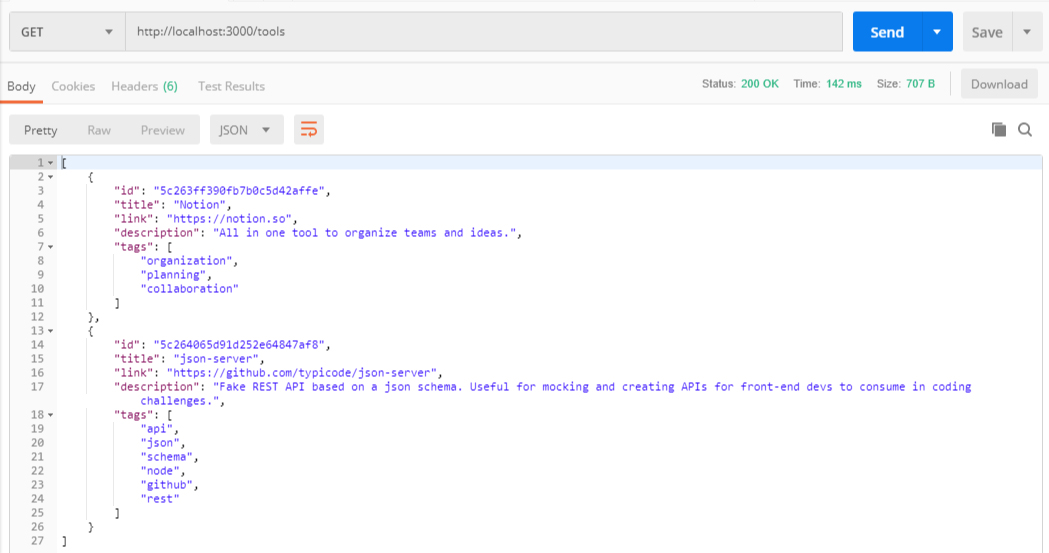 GET http://localhost:3000/tools Send Save
Body Cookies Headers (6) Test Results Status: 200 OK Time: 142 ms Size: 707 B Download
Pretty Raw Preview JSON
1 [
2 {
3 "id": "5c263ff390fb7b0c5d42affe",
4 "title": "Notion",
5 "link": "https://notion.so",
6 "description": "All in one tool to organize teams and ideas.",
7 "tags": [
8 "organization",
9 "planning",
10 "collaboration"
11 ]
12 },
13 {
14 "id": "5c264065d91d252e64847af8",
15 "title": "json-server",
16 "link": "https://github.com/typicode/json-server",
17 "description": "Fake REST API based on a json schema. Useful for mocking and creating APIs for front-end devs to consume in coding
challenges.",
18 "tags": [
19 "api",
20 "json",
21 "schema",
22 "node",
23 "github",
24 "rest"
25 ]
26 }
27 ]